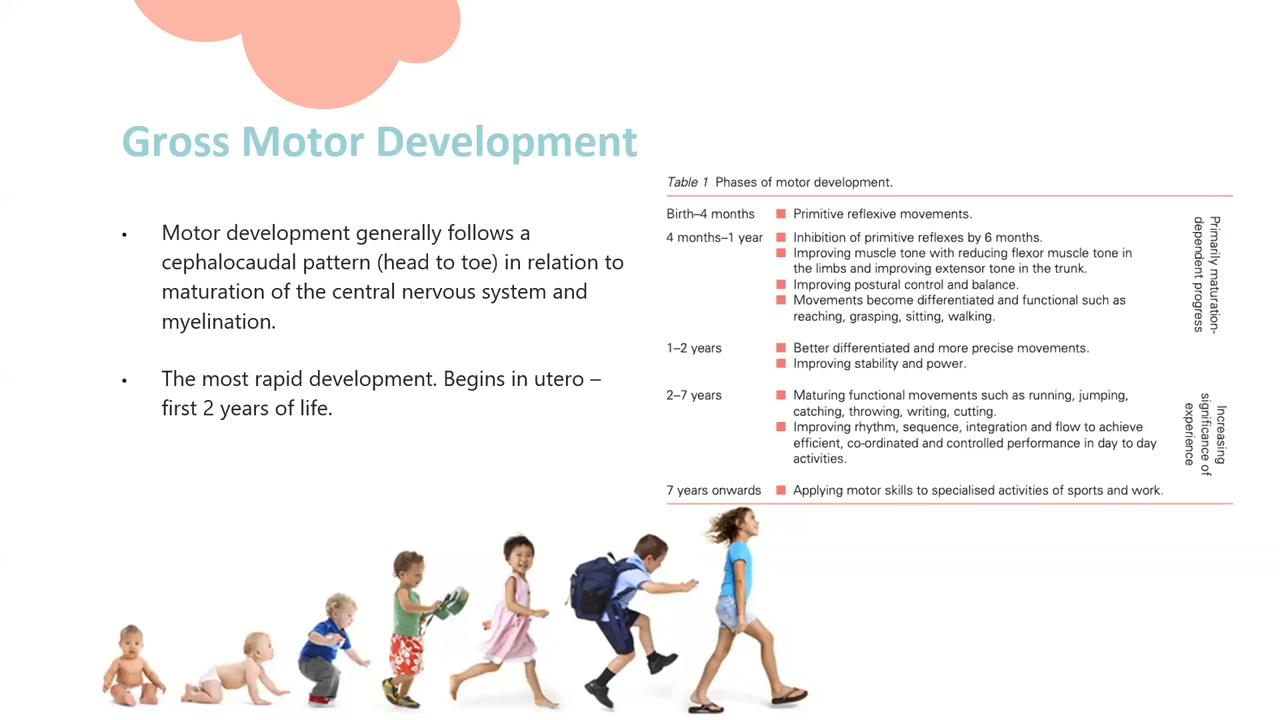 Gross Motor Development
• Motor development generally follows a
cephalocaudal pattern (head to toe) in relation to
maturation of the central nervous system and
myelination.
• The most rapid development. Begins in utero –
first 2 years of life.
Table 1 Phases of motor development.
Birth–4 months ■ Primitive reflexive movements.
4 months–1 year ■ Inhibition of primitive reflexes by 6 months.
■ Improving muscle tone with reducing flexor muscle tone in
the limbs and improving extensor tone in the trunk.
■ Improving postural control and balance.
■ Movements become differentiated and functional such as
reaching, grasping, sitting, walking.
1–2 years ■ Better differentiated and more precise movements.
■ Improving stability and power.
2–7 years ■ Maturing functional movements such as running, jumping,
catching, throwing, writing, cutting.
■ Improving rhythm, sequence, integration and flow to achieve
efficient, co-ordinated and controlled performance in day to day
activities.
7 years onwards ■ Applying motor skills to specialised activities of sports and work.
Primarily maturation-
dependent progress
Increasing
significance of
experience